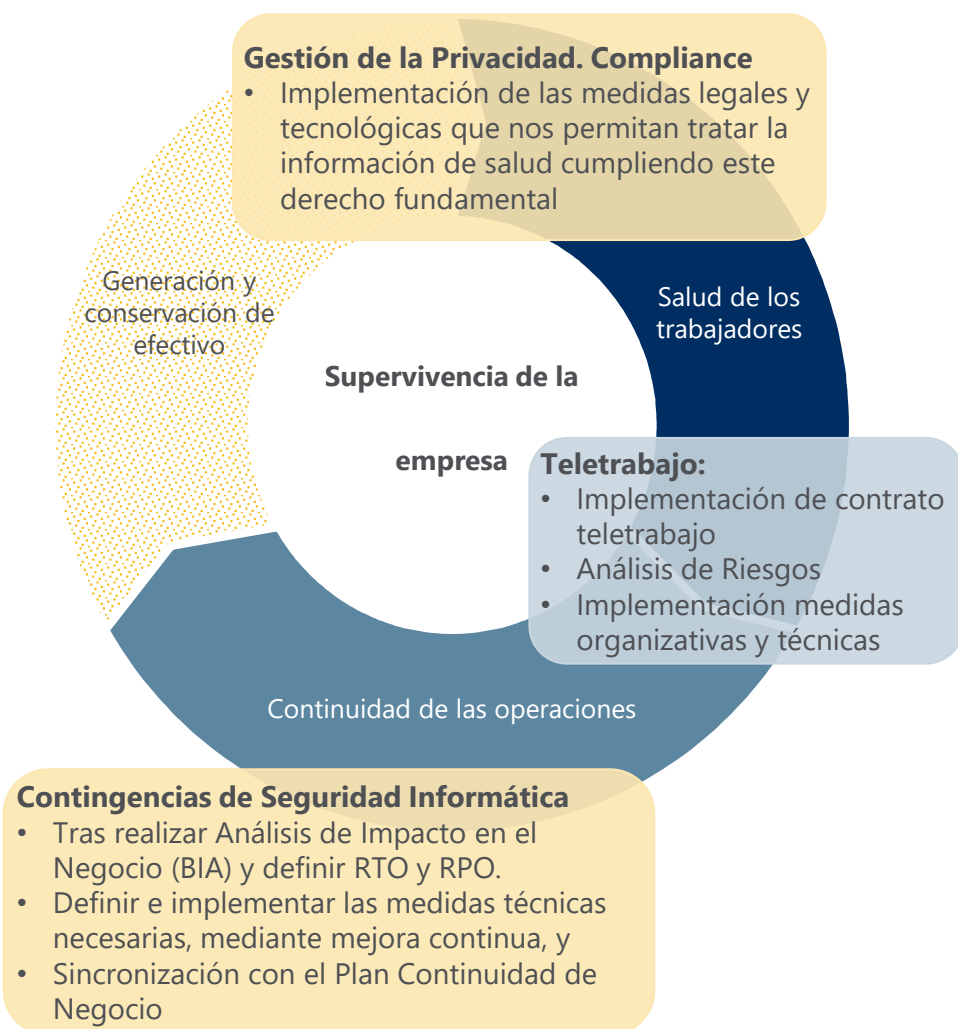 Gestión de la Privacidad. Compliance
• Implementación de las medidas legales y
tecnológicas que nos permitan tratar la
información de salud cumpliendo este
derecho fundamental
Generación y
conservación de
efectivo
Salud de los
trabajadores
Supervivencia de la
empresa
Teletrabajo:
• Implementación de contrato
teletrabajo
• Análisis de Riesgos
• Implementación medidas
organizativas y técnicas
Continuidad de las operaciones
Contingencias de Seguridad Informática
• Tras realizar Análisis de Impacto en el
Negocio (BIA) y definir RTO y RPO.
• Definir e implementar las medidas técnicas
necesarias, mediante mejora continua, y
• Sincronización con el Plan Continuidad de
Negocio